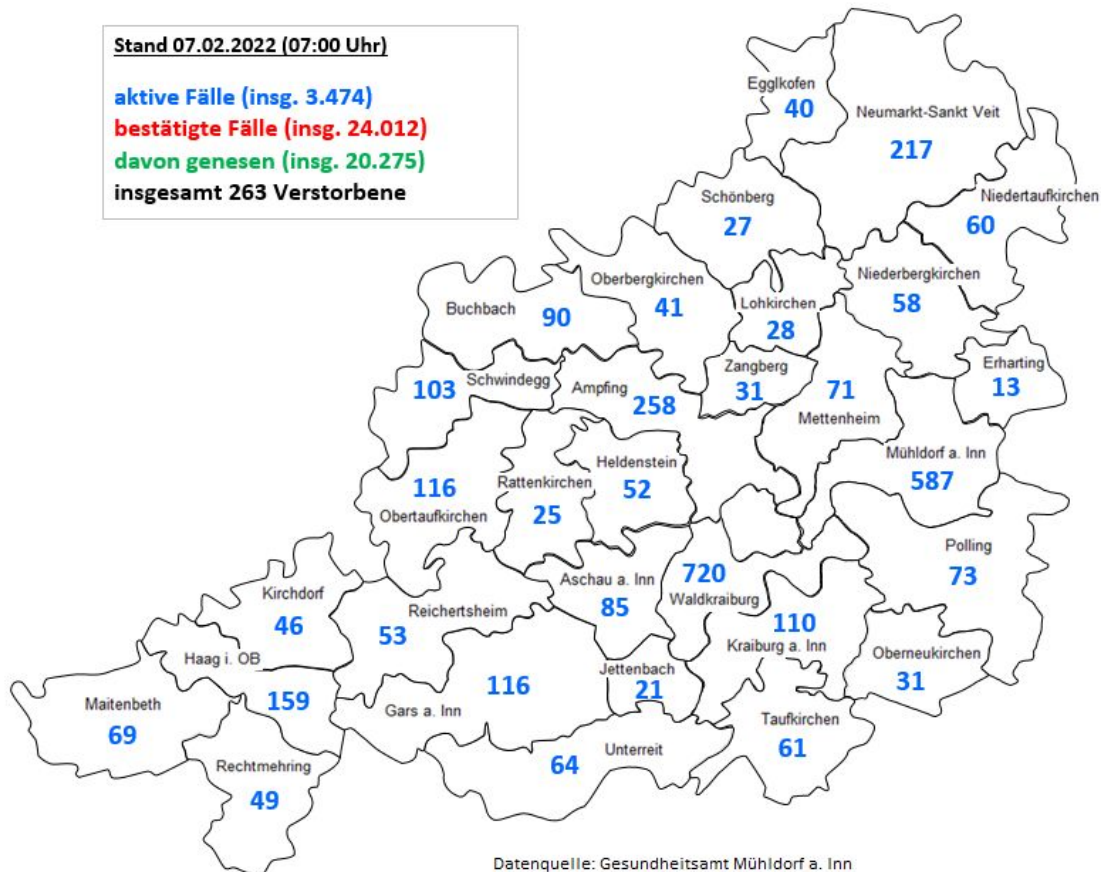 Stand 07.02.2022 (07:00 Uhr)
aktive Fälle (insg. 3.474)
bestätigte Fälle (insg. 24.012)
davon genesen (insg. 20.275)
insgesamt 263 Verstorbene
Egglkofen
40
Neumarkt-Sankt Veit
217
Niedertaufkirchen
60
Schönberg
27
Oberbergkirchen
41
Lohkirchen
28
Niederbergkirchen
58
Buchbach
90
Schwindegg
103
Ampfing
258
Zangberg
31
71
Mettenheim
Erharting
13
Mühldorf a. Inn
587
116
Obertaufkirchen
Rattenkirchen
25
Heldenstein
52
Polling
73
Kirchdorf
46
Reichertsheim
53
Aschau a. Inn
85
720
Waldkraiburg
110
Kraiburg a. Inn
Oberneukirchen
31
Haag i. OB
159
Maitenbeth
69
Gars a. Inn
116
Jettenbach
21
Taufkirchen
61
Unterreit
64
Rechtmehring
49
Datenquelle: Gesundheitsamt Mühldorf a. Inn